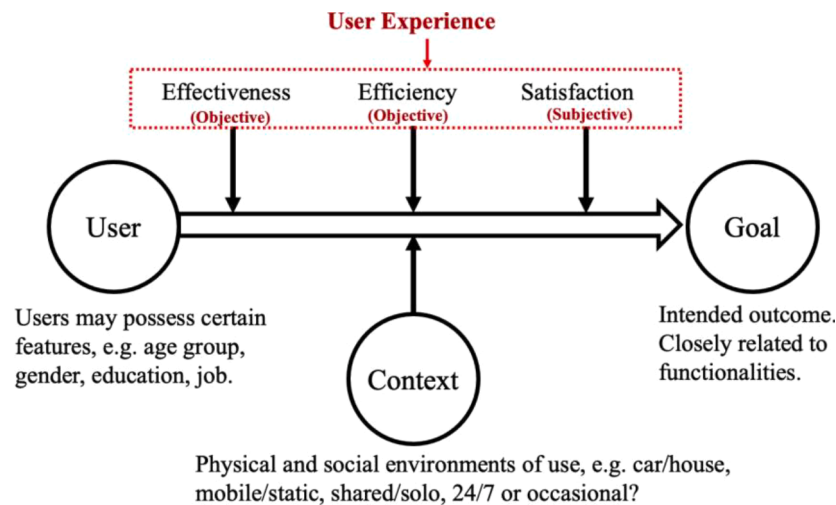 User Experience
Effectiveness Efficiency Satisfaction
(Objective) (Objective) (Subjective)
User
Goal
Users may possess certain
features, e.g. age group,
gender, education, job.
Intended outcome.
Closely related to
functionalities.
Context
Physical and social environments of use, e.g. car/house,
mobile/static, shared/solo, 24/7 or occasional?